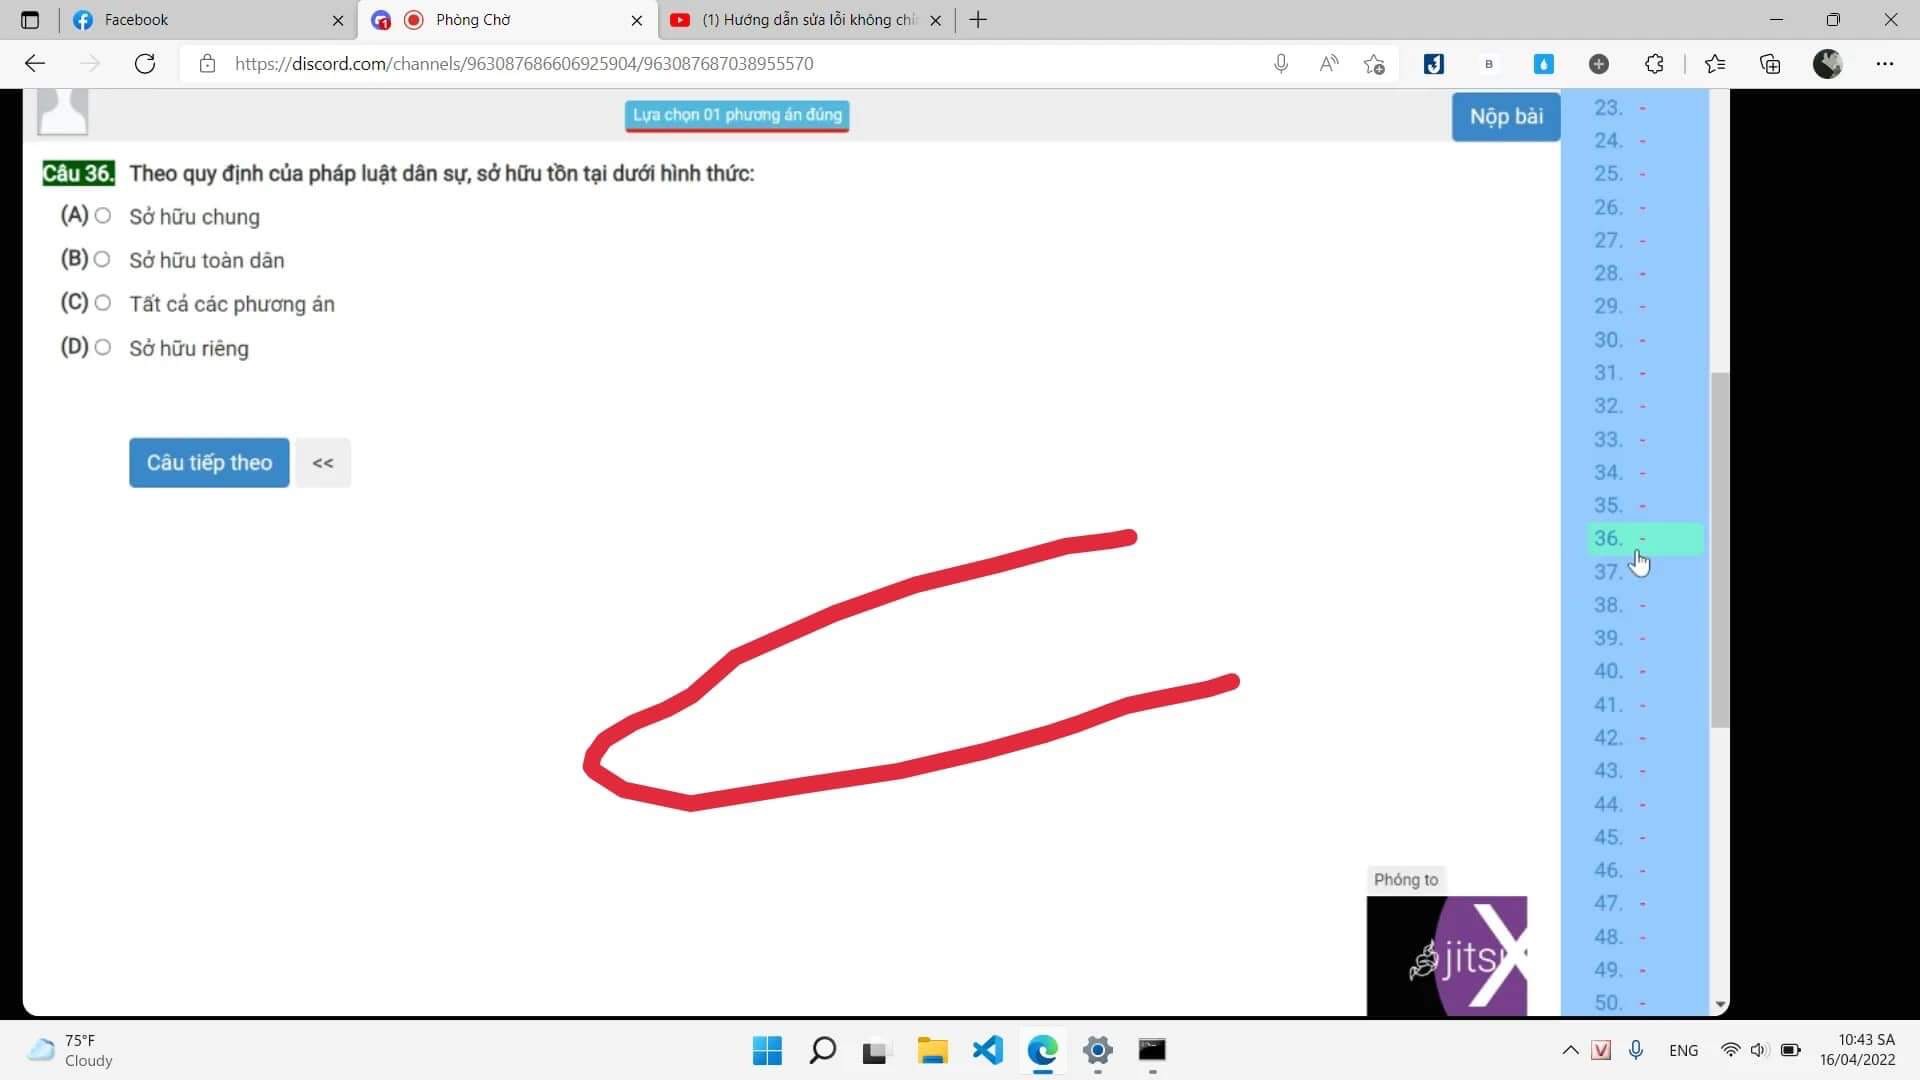 Facebook
Phòng Chờ
(1) Hướng dẫn sửa lỗi không chỉ
https://discord.com/channels/963087686606925904/963087687038955570
Lựa chọn 01 phương án đúng
Nộp bài
Câu 36. Theo quy định của pháp luật dân sự, sở hữu tồn tại dưới hình thức:
(A) Sở hữu chung
(B) Sở hữu toàn dân
(C) Tất cả các phương án
(D) Sở hữu riêng
Câu tiếp theo <<
23. -
24. -
25. -
26. -
27. -
28. -
29. -
30. -
31. -
32. -
33. -
34. -
35. -
36. -
37.
38. -
39. -
40. -
41. -
42. -
43. -
44. -
45. -
46. -
47. -
48. -
49. -
50. -
Phóng to
jitsi
75°F
Cloudy
ENG
10:43 SA
16/04/2022